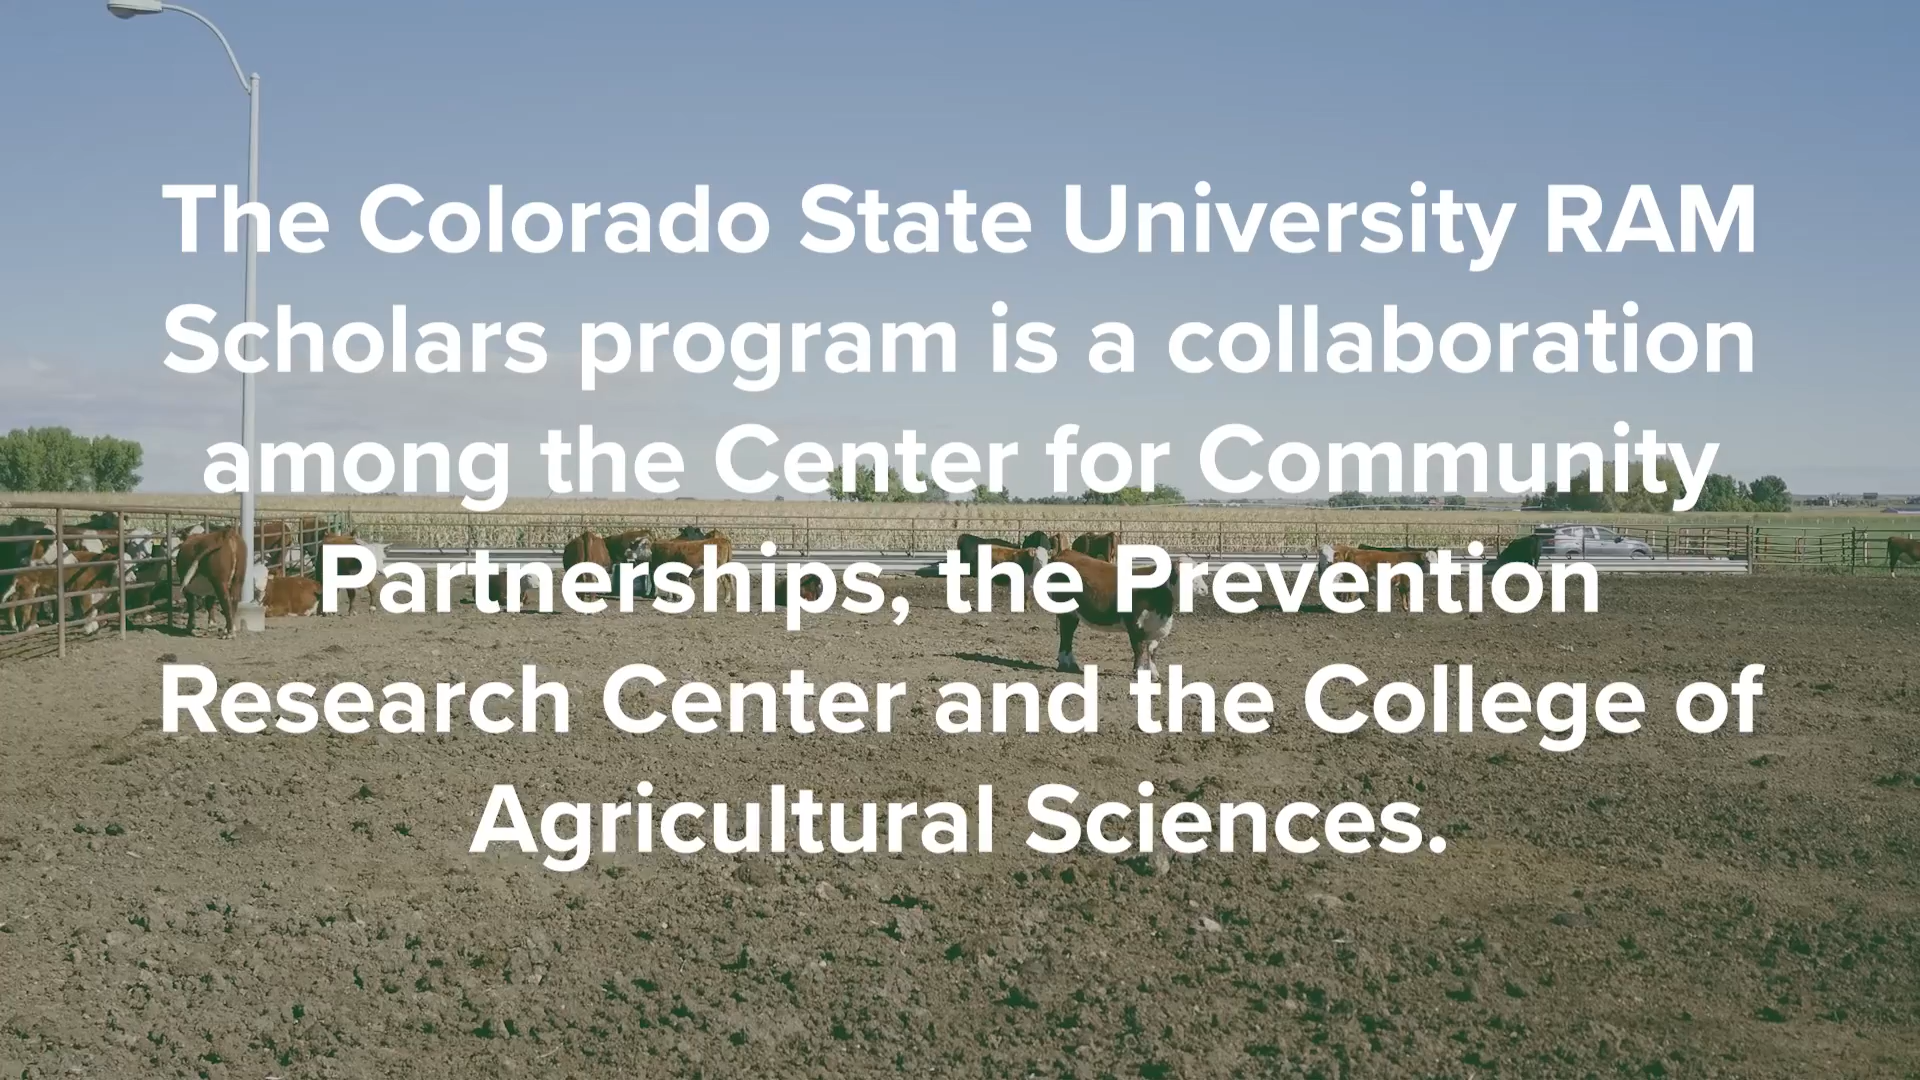 The Colorado State University RAM
Scholars program is a collaboration
among the Center for Community
Partnerships, the Prevention
Research Center and the College of
Agricultural Sciences.